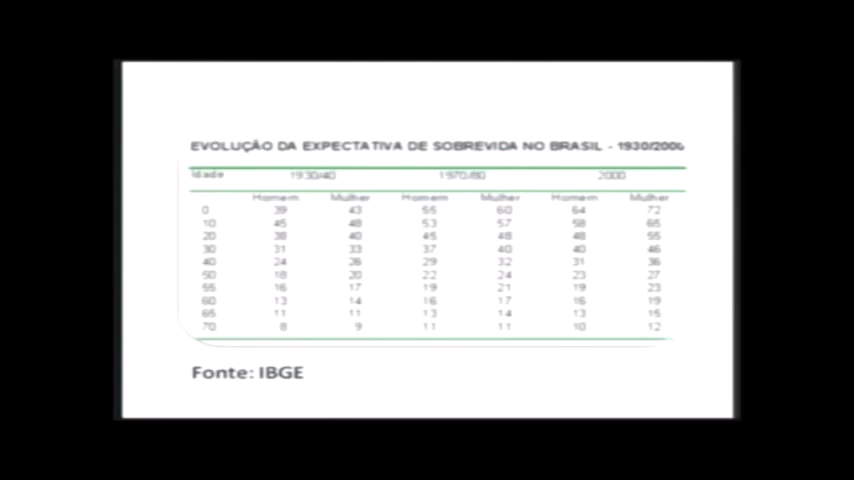 EVOLUÇÃO DA EXPECTATIVA DE SOBREVIDA NO BRASIL - 1930/2000
Idade 1930/40 1970/80 2000
Homem Mulher Homem Mulher Homem Mulher
0 39 43 55 60 64 72
10 45 48 53 57 58 65
20 38 40 45 48 48 55
30 31 33 37 40 40 46
40 24 26 29 32 31 36
50 18 20 22 24 23 27
55 16 17 19 21 19 23
60 13 14 16 17 16 19
65 11 11 13 14 13 15
70 8 9 11 11 10 12
Fonte: IBGE